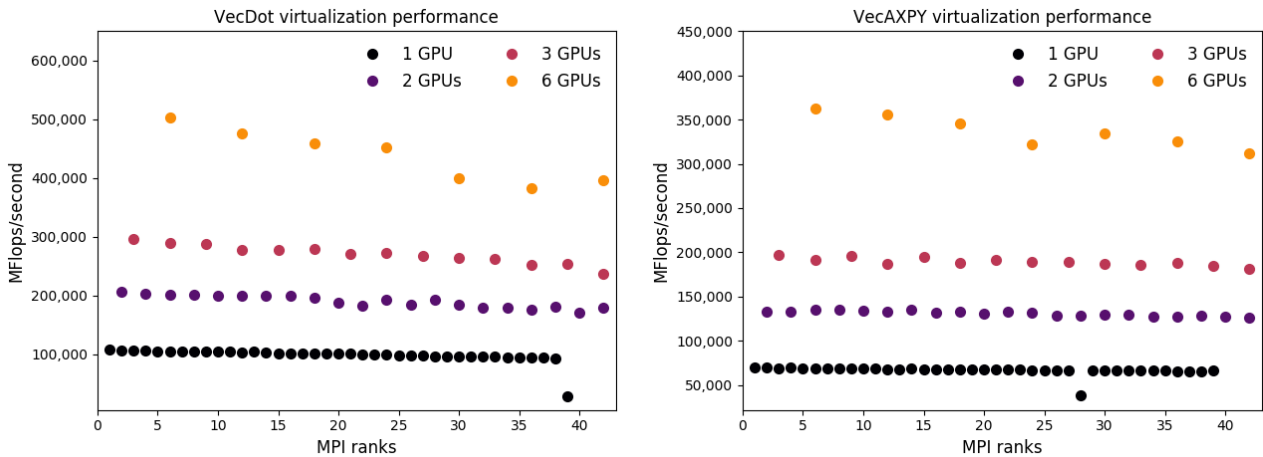 VecDot virtualization performance
1 GPU
2 GPUs
3 GPUs
6 GPUs
600,000
500,000
400,000
300,000
200,000
100,000
MFlops/second
0 5 10 15 20 25 30 35 40
MPI ranks
VecAXPY virtualization performance
1 GPU
2 GPUs
3 GPUs
6 GPUs
450,000
400,000
350,000
300,000
250,000
200,000
150,000
100,000
50,000
MFlops/second
0 5 10 15 20 25 30 35 40
MPI ranks